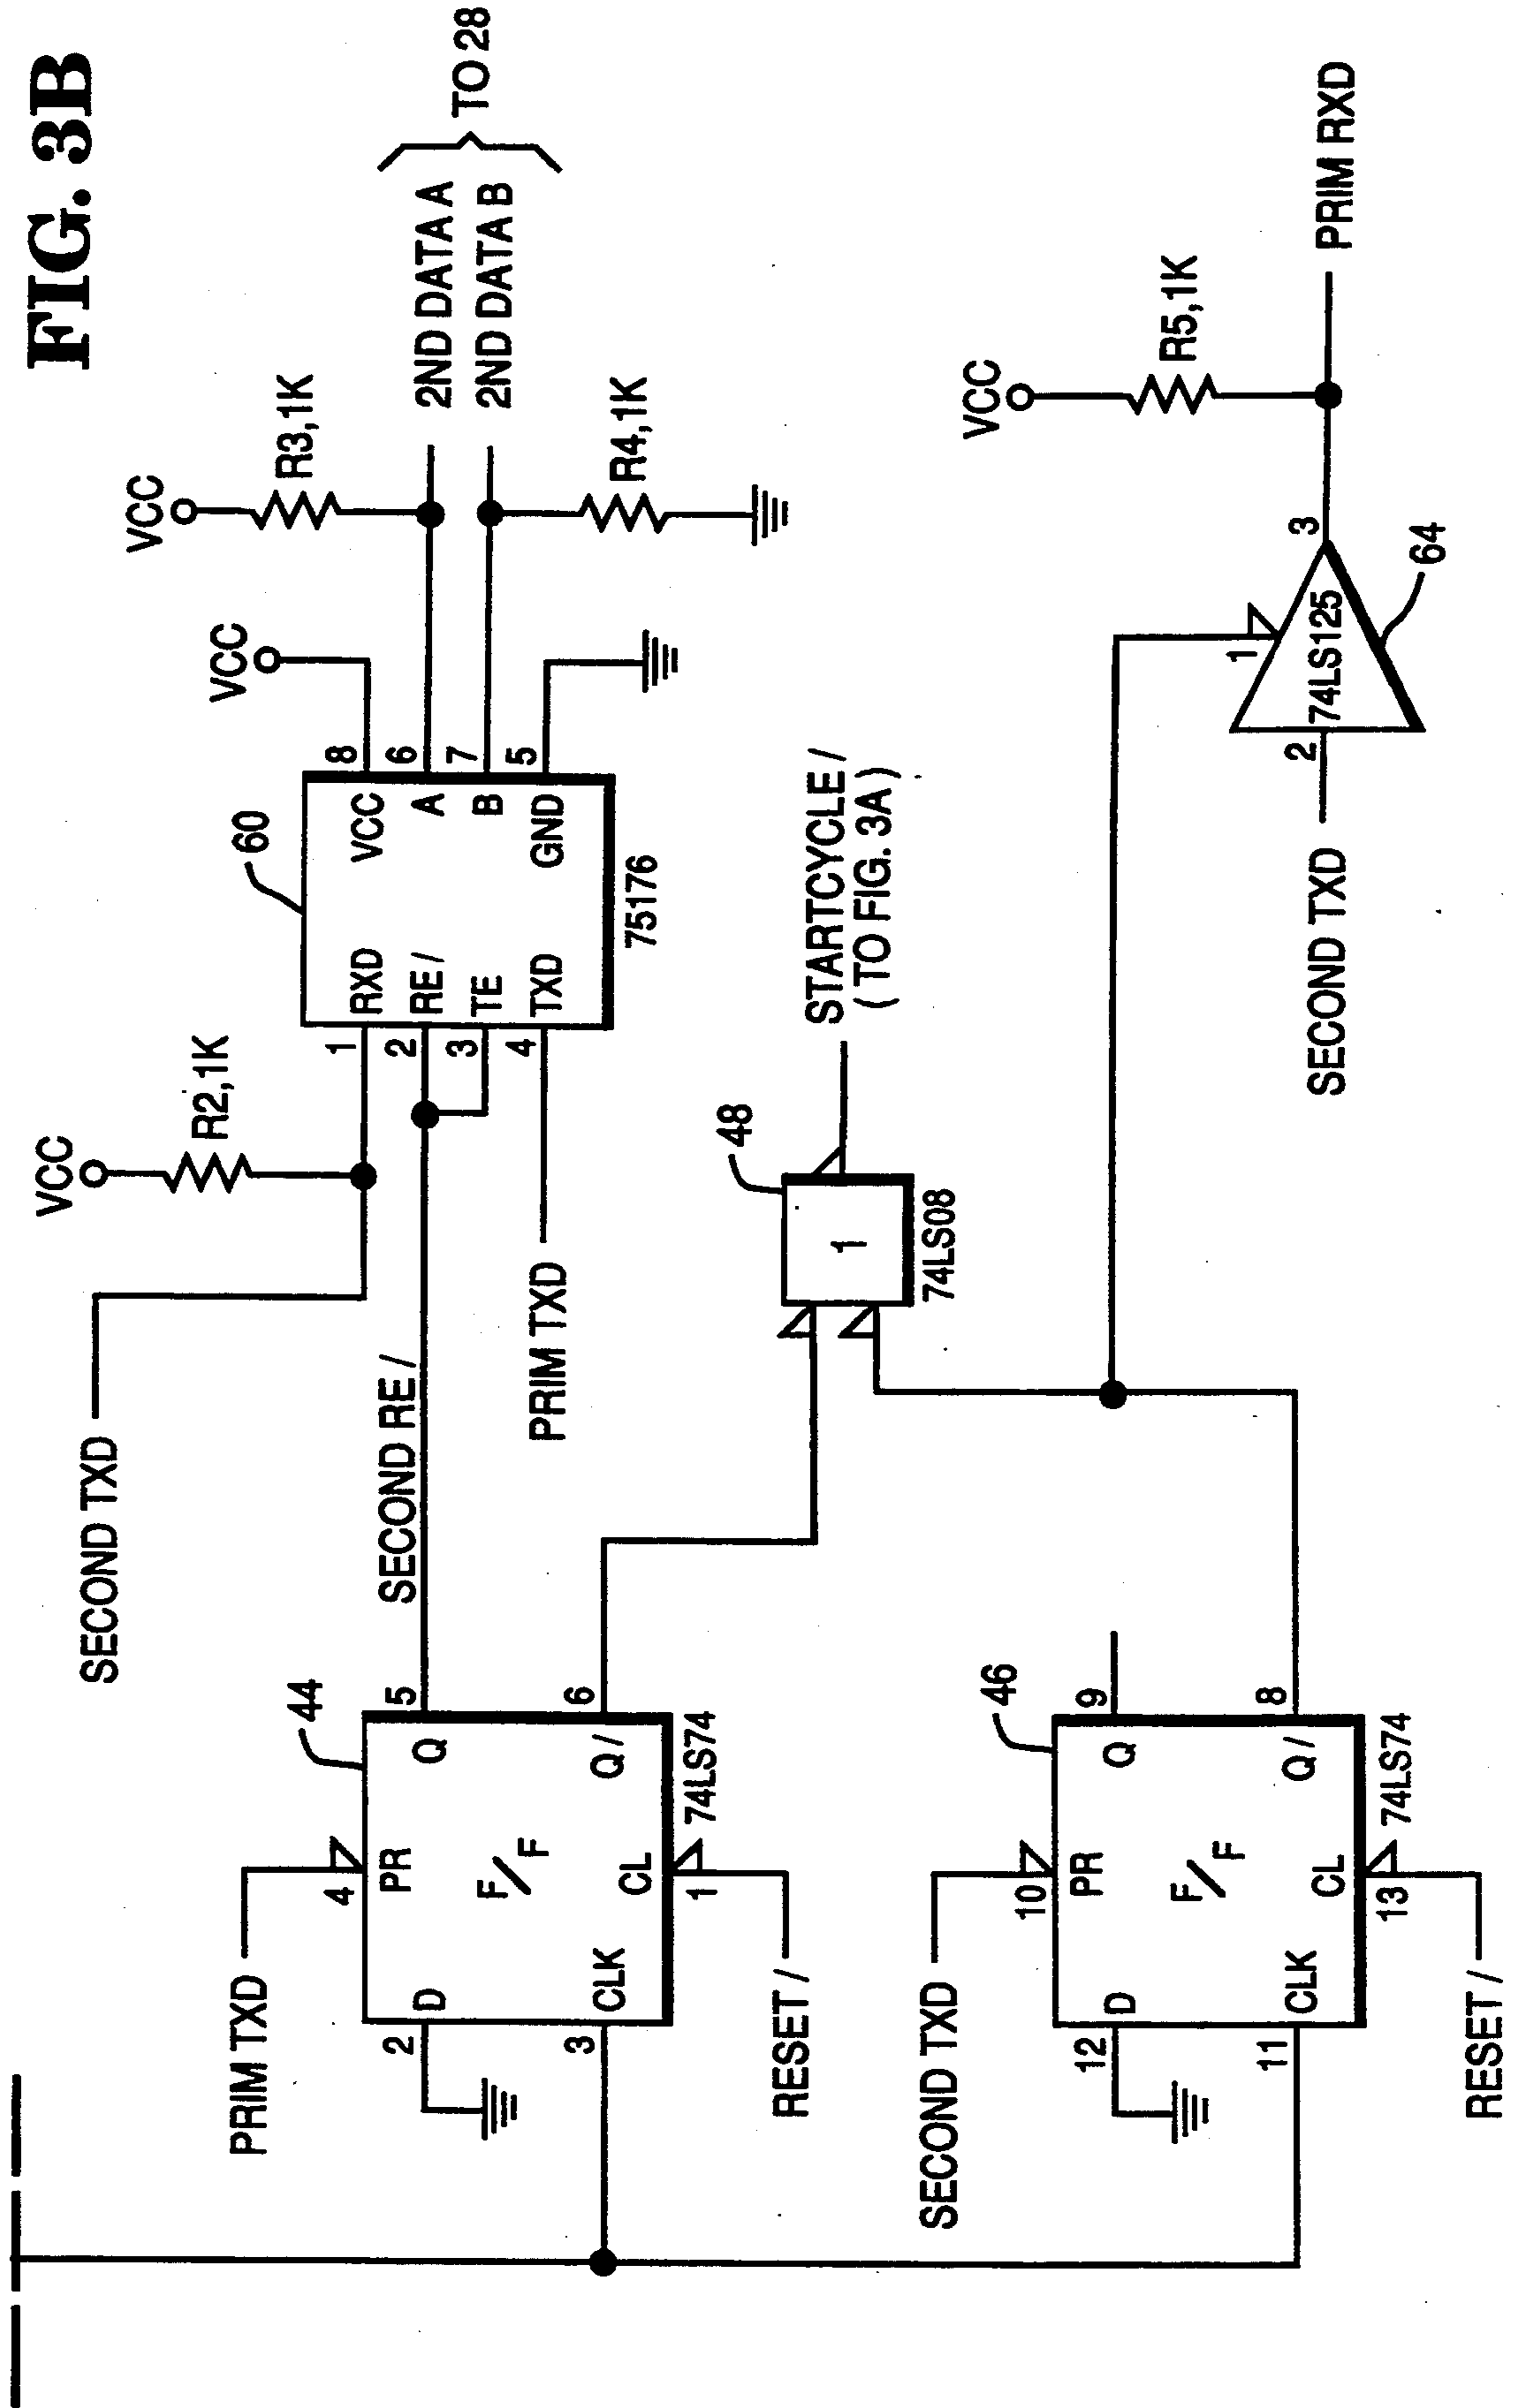 FIG. 3B
SECOND TXD
VCC
R2,1K
VCC
VCC
R3,1K
2ND DATA A
2ND DATA B
TO 28
R4,1K
60
1 RXD
2 RE /
3 TE
4 TXD
VCC 8
A 6
B 7
GND 5
75176
SECOND RE /
PRIM TXD
PRIM TXD
4
PR
44
2 D
Q 5
F/F
3 CLK
CL
Q / 6
1
74LS74
RESET /
48
1
74LS08
STARTCYCLE /
( TO FIG. 3A )
SECOND TXD
10
PR
46
12 D
Q 9
F/F
11 CLK
CL
Q / 8
13
74LS74
RESET /
SECOND TXD
2
74LS125
1
3
64
VCC
R5,1K
PRIM RXD